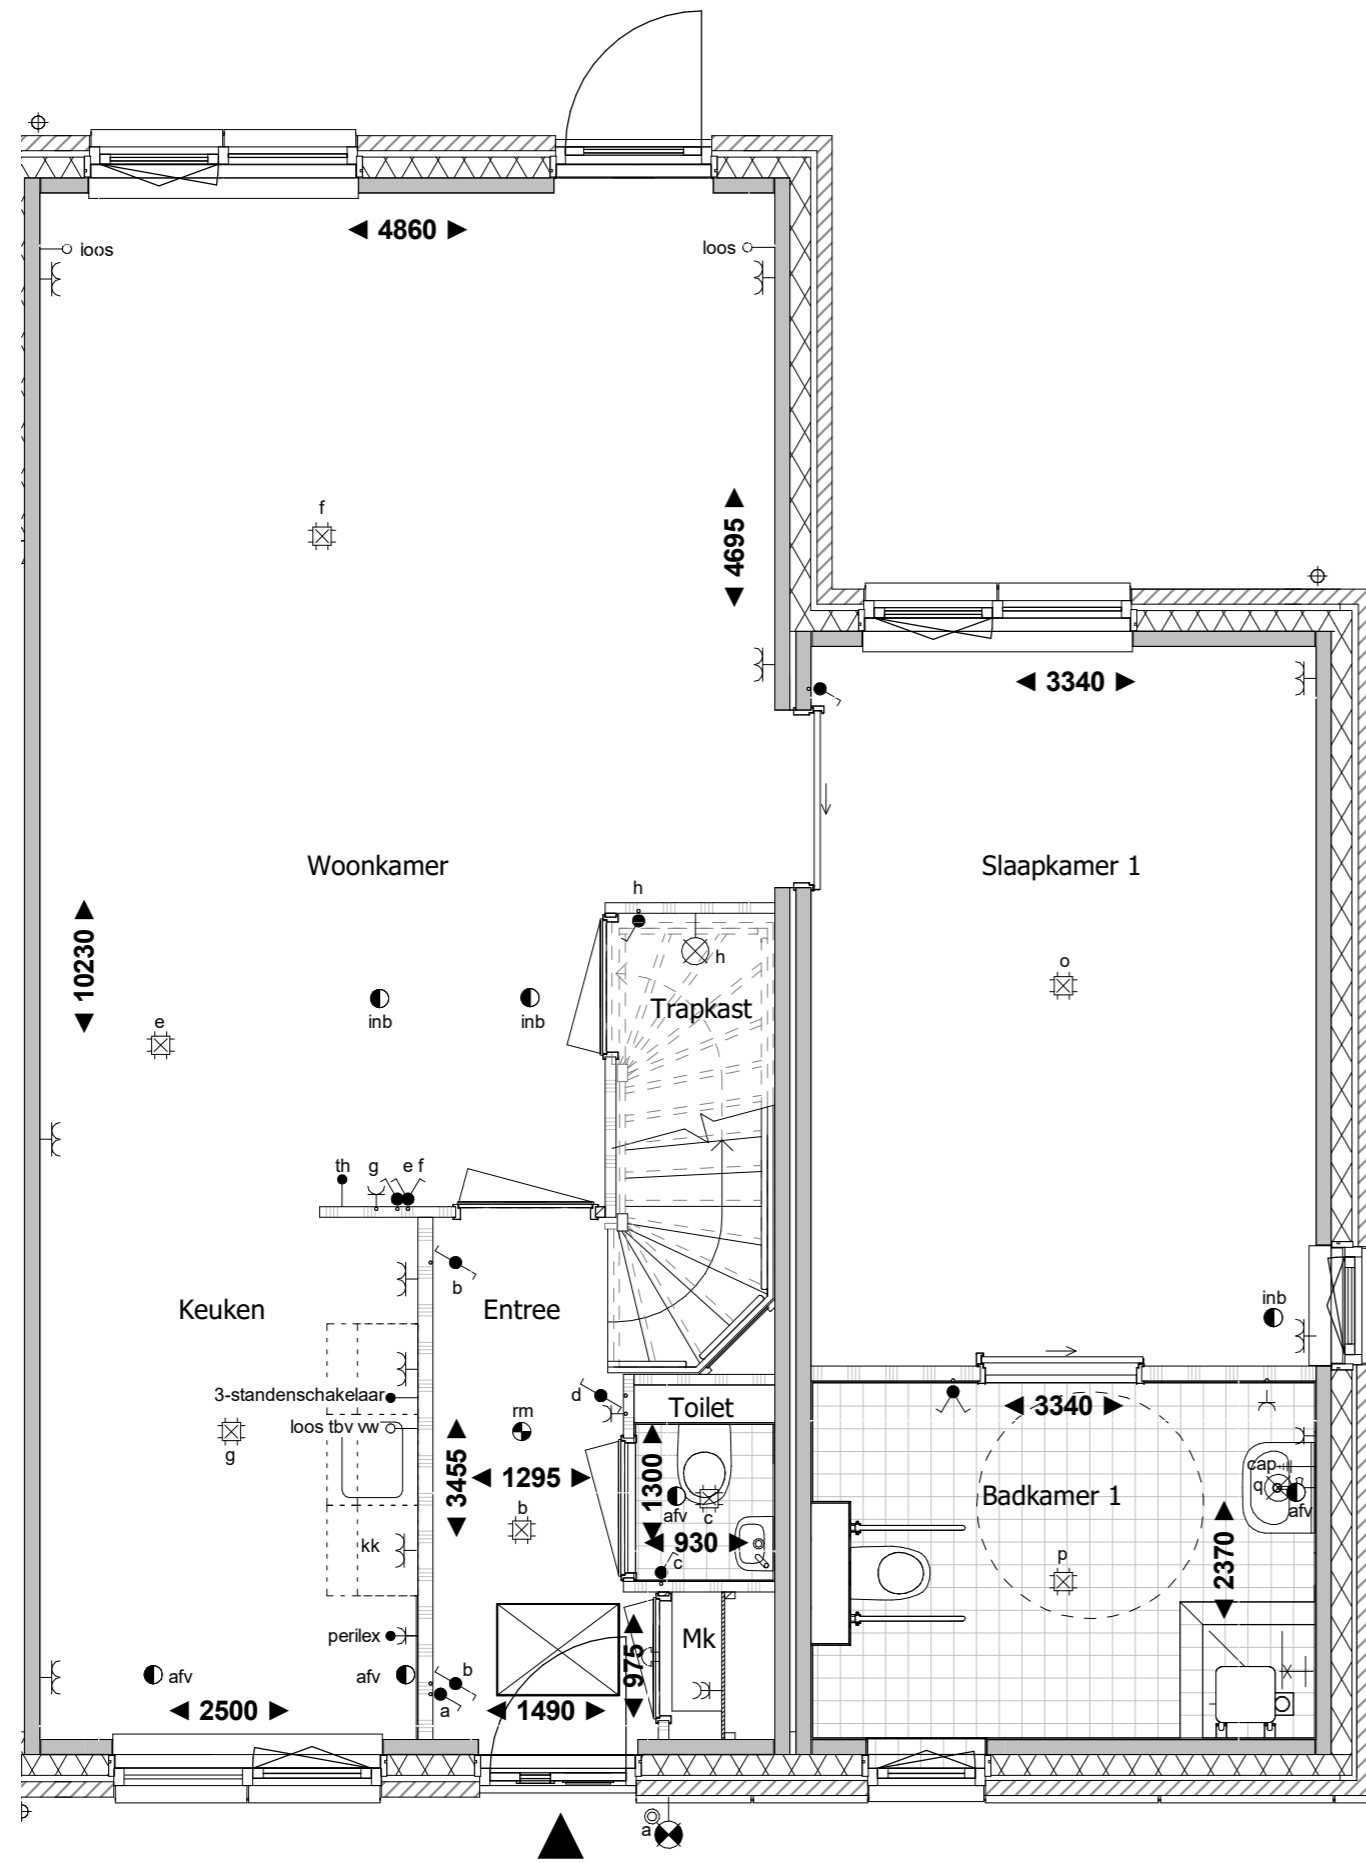 ◄ 4860 ►
loos
loos
f
◄ 4695 ►
◄ 3340 ►
Woonkamer
Slaapkamer 1
h
h
◄ 10230 ►
o
inb
inb
Trapkast
e
th
g
e f
b
Keuken
Entree
inb
3-standenschakelaar
d
Toilet
◄ 3340 ►
rm
loos tbv vw
g
◄ 3455 ►
◄ 1295 ►
◄ 1300 ►
cap
q
afv
afv
c
Badkamer 1
b
kk
◄ 930 ►
c
p
◄ 2370 ►
perilex
Mk
◄ 975 ►
afv
afv
b
a
◄ 2500 ►
◄ 1490 ►
a